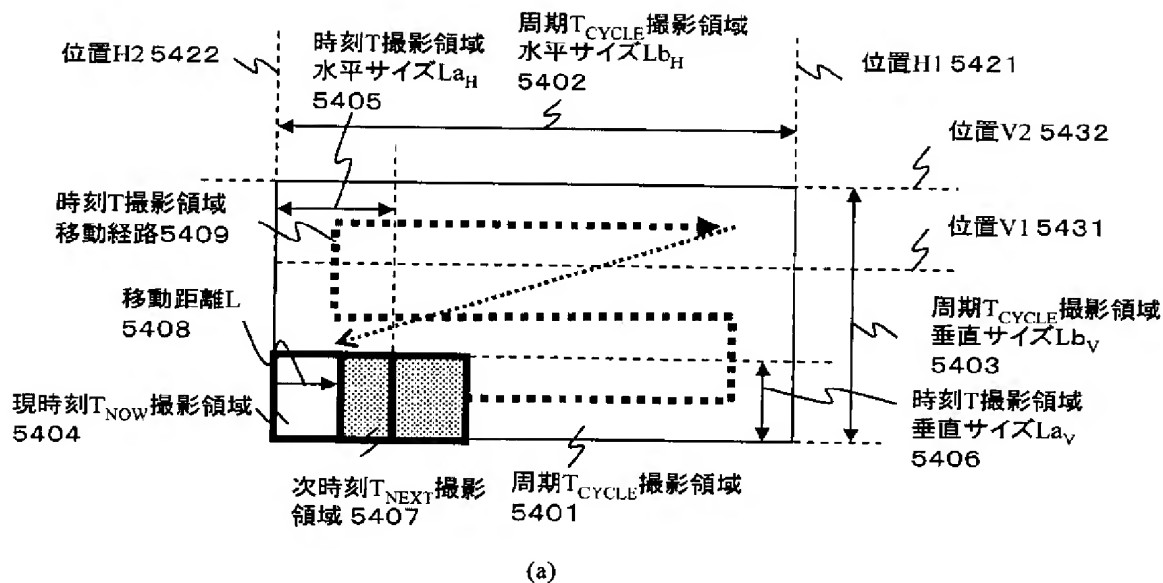 位置H2 5422
時刻T撮影領域
水平サイズLa_H
5405
周期T_CYCLE撮影領域
水平サイズLb_H
5402
位置H1 5421
位置V2 5432
時刻T撮影領域
移動経路5409
位置V1 5431
移動距離L
5408
周期T_CYCLE撮影領域
垂直サイズLb_V
5403
現時刻T_NOW撮影領域
5404
時刻T撮影領域
垂直サイズLa_V
5406
次時刻T_NEXT撮影
領域 5407
周期T_CYCLE撮影領域
5401
(a)